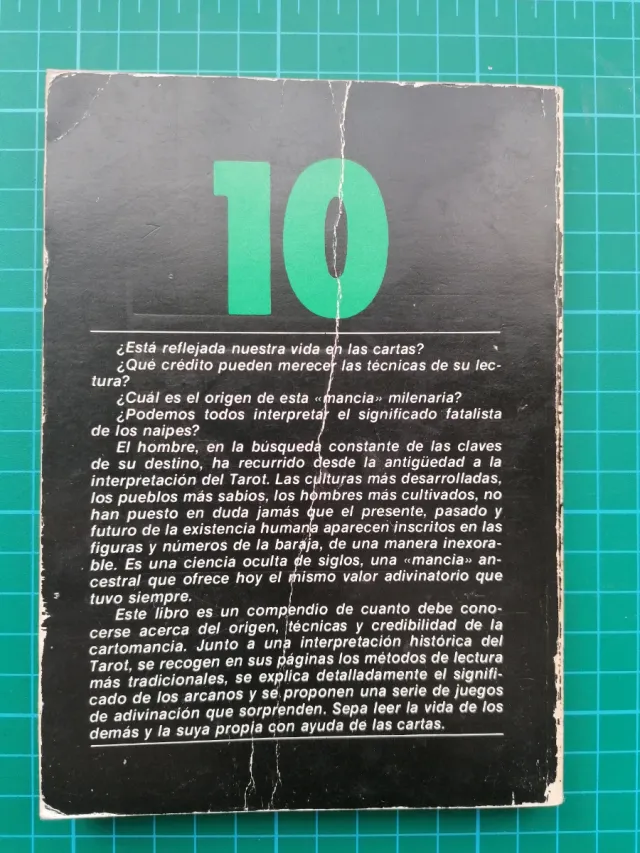 10
¿Está reflejada nuestra vida en las cartas?
¿Qué crédito pueden merecer las técnicas de su lec-
tura?
¿Cuál es el origen de esta «mancia» milenaria?
¿Podemos todos interpretar el significado fatalista
de los naipes?
El hombre, en la búsqueda constante de las claves
de su destino, ha recurrido desde la antigüedad a la
interpretación del Tarot. Las culturas más desarrolladas,
los pueblos más sabios, los hombres más cultivados, no
han puesto en duda jamás que el presente, pasado y
futuro de la existencia humana aparecen inscritos en las
figuras y números de la baraja, de una manera inexora-
ble. Es una ciencia oculta de siglos, una «mancia» an-
cestral que ofrece hoy el mismo valor adivinatorio que
tuvo siempre.
Este libro es un compendio de cuanto debe cono-
cerse acerca del origen, técnicas y credibilidad de la
cartomancia. Junto a una interpretación histórica del
Tarot, se recogen en sus páginas los métodos de lectura
más tradicionales, se explica detalladamente el signifi-
cado de los arcanos y se proponen una serie de juegos
de adivinación que sorprenden. Sepa leer la vida de los
demás y la suya propia con ayuda de las cartas.